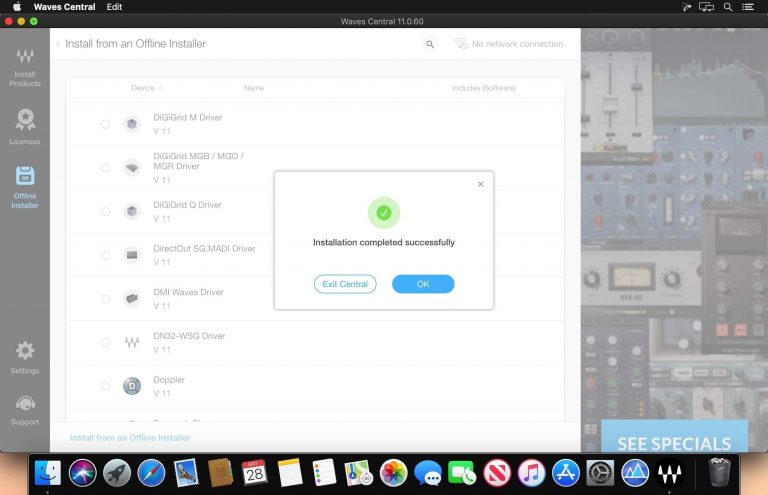 Waves Central Edit
Waves Central 11.0.60
Install from an Offline Installer
No network connection
Install
Products
Licenses
Offline
Installer
Settings
Support
Device
Name
Includes (Software)
DiGiGrid M Driver
V 11
DiGiGrid MGB / MGO /
MGR Driver
V 11
DiGiGrid Q Driver
V 11
DirectOut SG.MADI Driver
V 11
DMI Waves Driver
V 11
DN32-WSG Driver
V 11
Doppler
V 11
Installation completed successfully
Exit Central
OK
Install from an Offline Installer
SEE SPECIALS
MAY
28